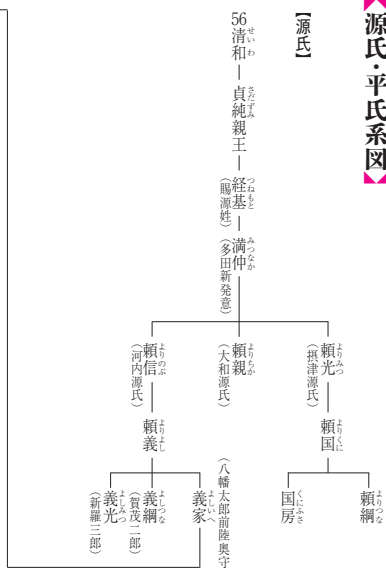 源氏・平氏系図
【源氏】
56清和
せいわ
貞純親王
さだずみ
経基
つねもと
(賜源姓)
満仲
みつなか
(多田新発意)
頼光
よりみつ
(摂津源氏)
頼親
よりちか
(大和源氏)
頼信
よりのぶ
(河内源氏)
頼国
よりくに
頼義
よりよし
頼綱
よりつな
国房
くにふさ
(八幡太郎前陸奥守)
義家
よしいへ
義綱
よしつな
(賀茂二郎)
義光
よしみつ
(新羅三郎)